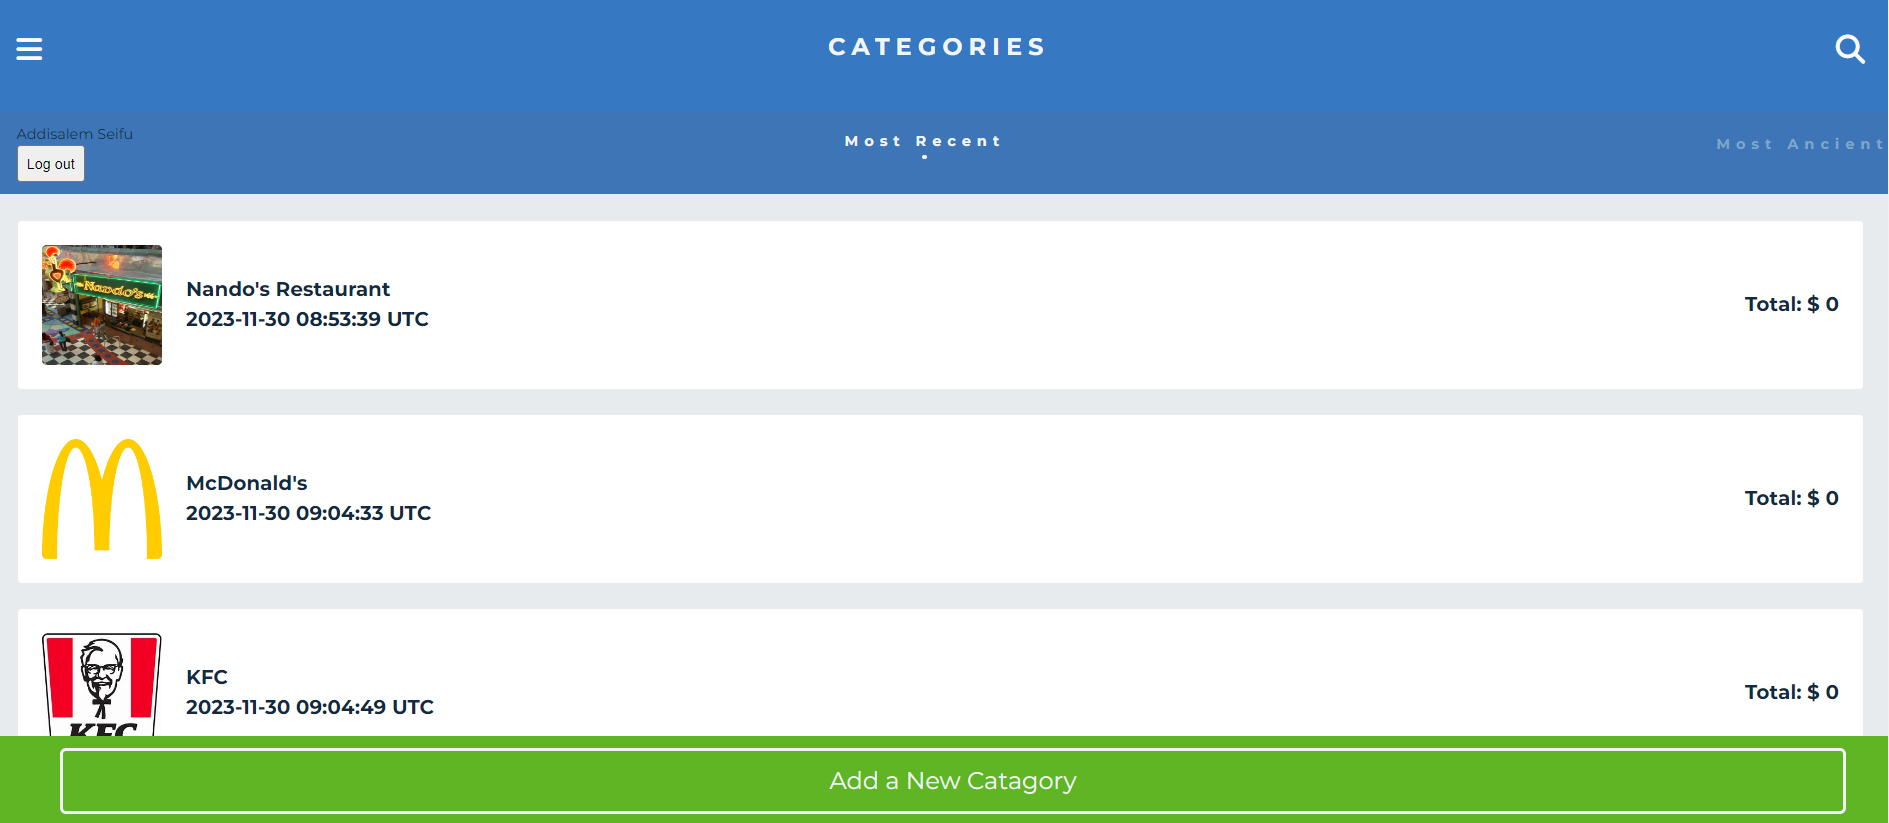 CATEGORIES
Addisalem Seifu
Log out
Most Recent
Most Ancient
Nando's
Nando's Restaurant
2023-11-30 08:53:39 UTC
Total: $ 0
McDonald's
2023-11-30 09:04:33 UTC
Total: $ 0
KFC
2023-11-30 09:04:49 UTC
Total: $ 0
KFC
Add a New Catagory